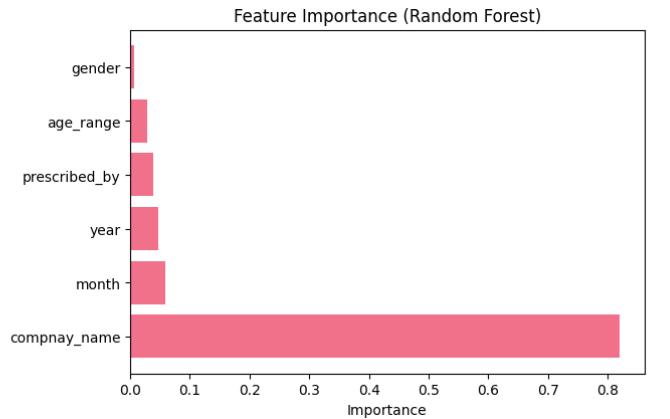 Feature Importance (Random Forest)
gender
age_range
prescribed_by
year
month
compnay_name
0.0 0.1 0.2 0.3 0.4 0.5 0.6 0.7 0.8
Importance